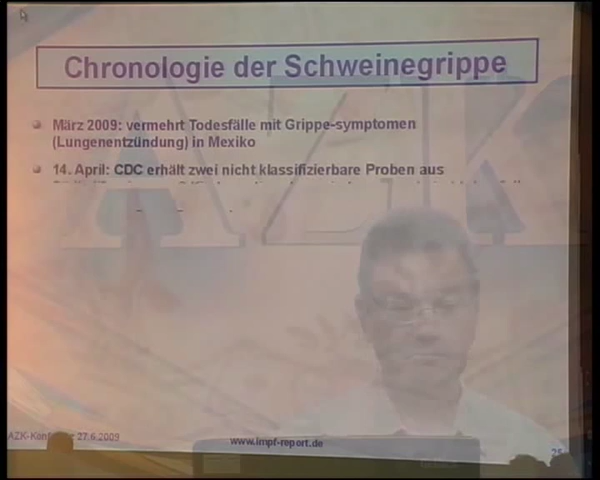 Chronologie der Schweinegrippe
März 2009: vermehrt Todesfälle mit Grippe-symptomen
(Lungenentzündung) in Mexiko
14. April: CDC erhält zwei nicht klassifizierbare Proben aus
AZK
27.6.2009
www.impf-report.de